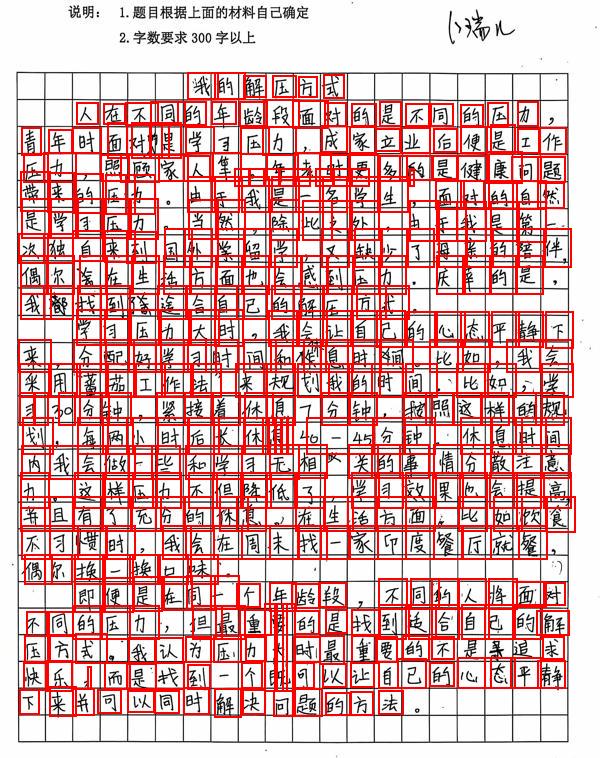 说明： 1.题目根据上面的材料自己确定
2.字数要求300字以上
我的解压方式
人在不同的年龄段面对的是不同的压力，
青年时面对的是学习压力，成家立业后便是工作
压力，照顾家人等。年老时更多的是健康问题
带来的压力。由于我是一名学生，面对的自然
是学习压力。当然，除此之外，由于我是第一
次独自来到国外学留学，又缺少了母亲的陪伴，
偶尔会在生活方面也会感到压力。庆幸的是，
我都找到适合自己的解压方式。
学习压力大时，我会让自己的心态平静下
来，分配好学习时间和休息时间。比如，我会
采用蕃茄工作法，来规划我的时间。比如：学
习30分钟，紧接着休息7分钟，按照这样的规
划。每两小时后长休息40-45分钟。休息时间
内我会做一些和学习无相关的事情分散注意
力。这样压力不但降低了，学习效果也会提高，
并且有了充分的休息。在生活方面，比如饮食
不习惯时，我会在周末找一家印度餐厅就餐，
偶尔换一换口味。
即便是在同一个年龄段，不同的人将面对
不同的压力，但最重要的是找到适合自己的解
压方式。我认为压力大时最重要的不是寻追求
快乐，而是找到一个既可以让自己的心态平静
下来并可以同时解决问题的方法。